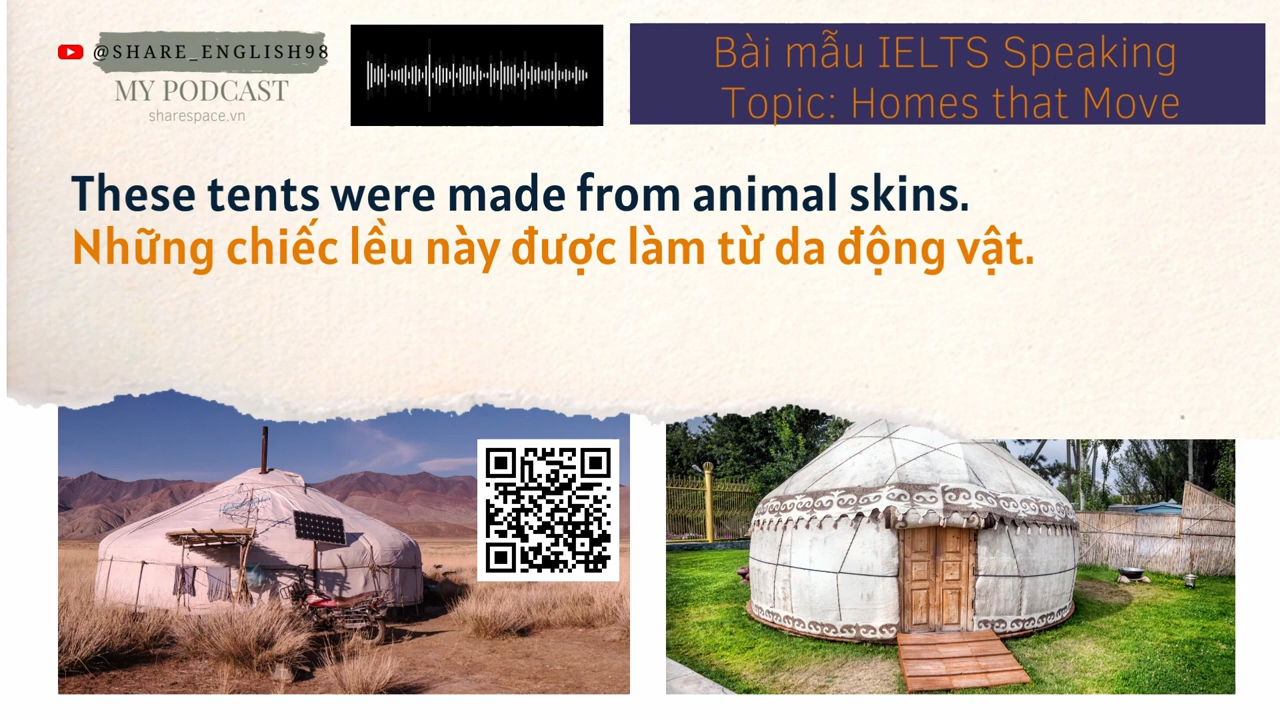 @SHARE_ENGLISH98
MY PODCAST
sharespace.vn
Bài mẫu IELTS Speaking
Topic: Homes that Move
These tents were made from animal skins.
Những chiếc lều này được làm từ da động vật.